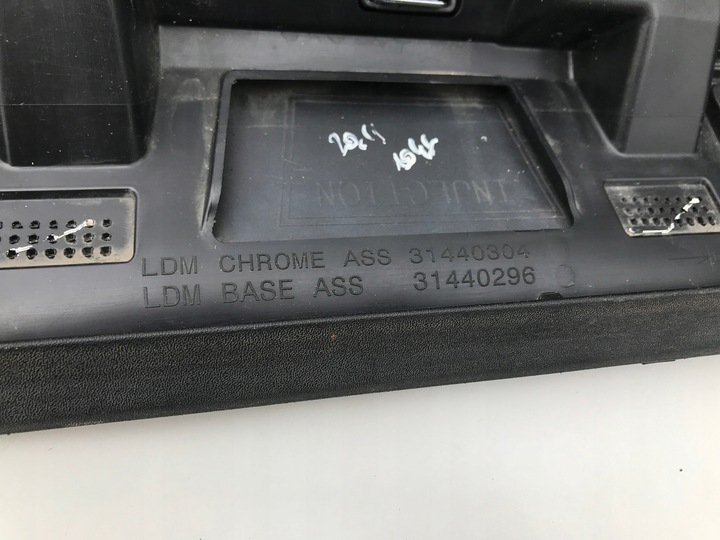 LDM CHROME ASS 31440304
LDM BASE ASS 31440296